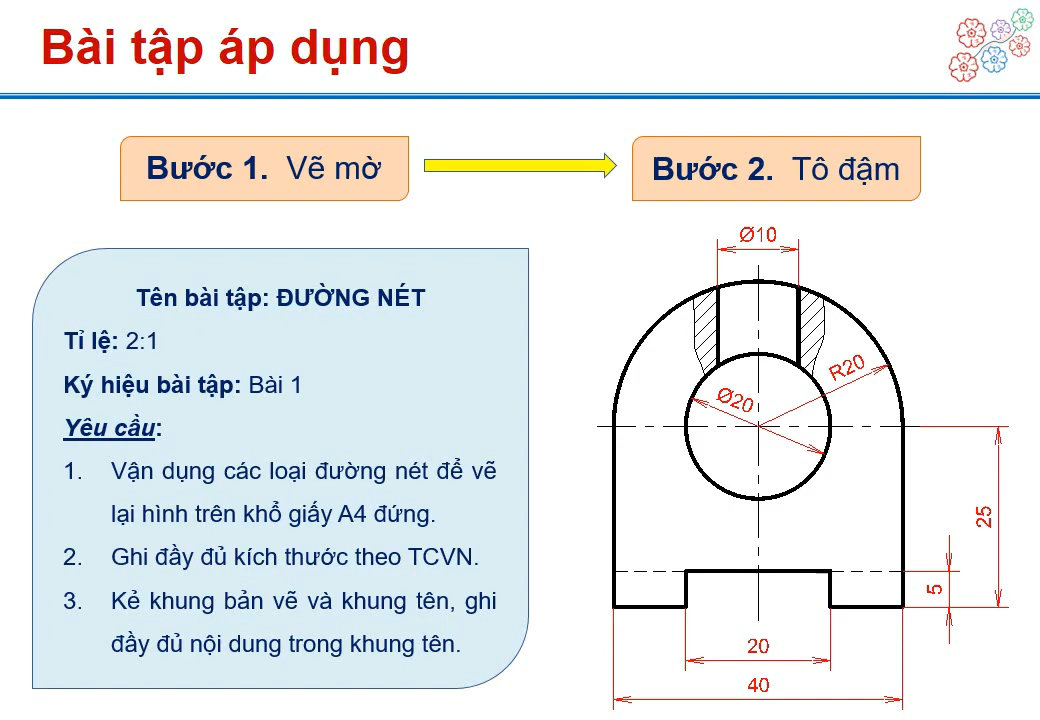 Bài tập áp dụng
Bước 1. Vẽ mờ
Bước 2. Tô đậm
Tên bài tập: ĐƯỜNG NÉT
Tỉ lệ: 2:1
Ký hiệu bài tập: Bài 1
Yêu cầu:
1. Vận dụng các loại đường nét để vẽ
lại hình trên khổ giấy A4 đứng.
2. Ghi đầy đủ kích thước theo TCVN.
3. Kẻ khung bản vẽ và khung tên, ghi
đầy đủ nội dung trong khung tên.
Ø10
R20
Ø20
25
5
20
40